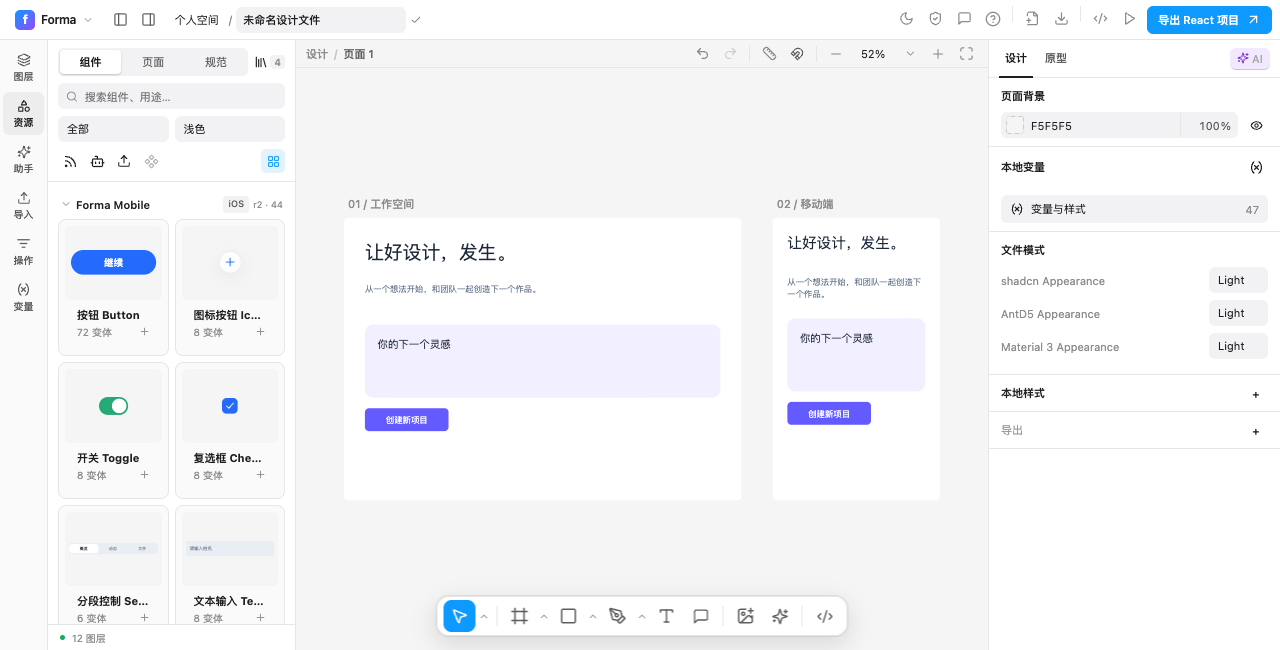 f Forma 个人空间 / 未命名设计文件 导出 React 项目
图层
资源
助手
导入
操作
变量
组件 页面 规范 4
搜索组件、用途...
全部 浅色
Forma Mobile iOS r2 · 44
继续
按钮 Button
72 变体
图标按钮 Ic...
8 变体
开关 Toggle
8 变体
复选框 Che...
8 变体
概览 动态 文件
分段控制 Se...
6 变体
请输入姓名
文本输入 Te...
8 变体
12 图层
设计 / 页面 1 52%
01 / 工作空间
让好设计，发生。
从一个想法开始，和团队一起创造下一个作品。
你的下一个灵感
创建新项目
02 / 移动端
让好设计，发生。
从一个想法开始，和团队一起创造下
一个作品。
你的下一个灵感
创建新项目
设计 原型 AI
页面背景
F5F5F5 100%
本地变量
变量与样式 47
文件模式
shadcn Appearance Light
AntD5 Appearance Light
Material 3 Appearance Light
本地样式
导出